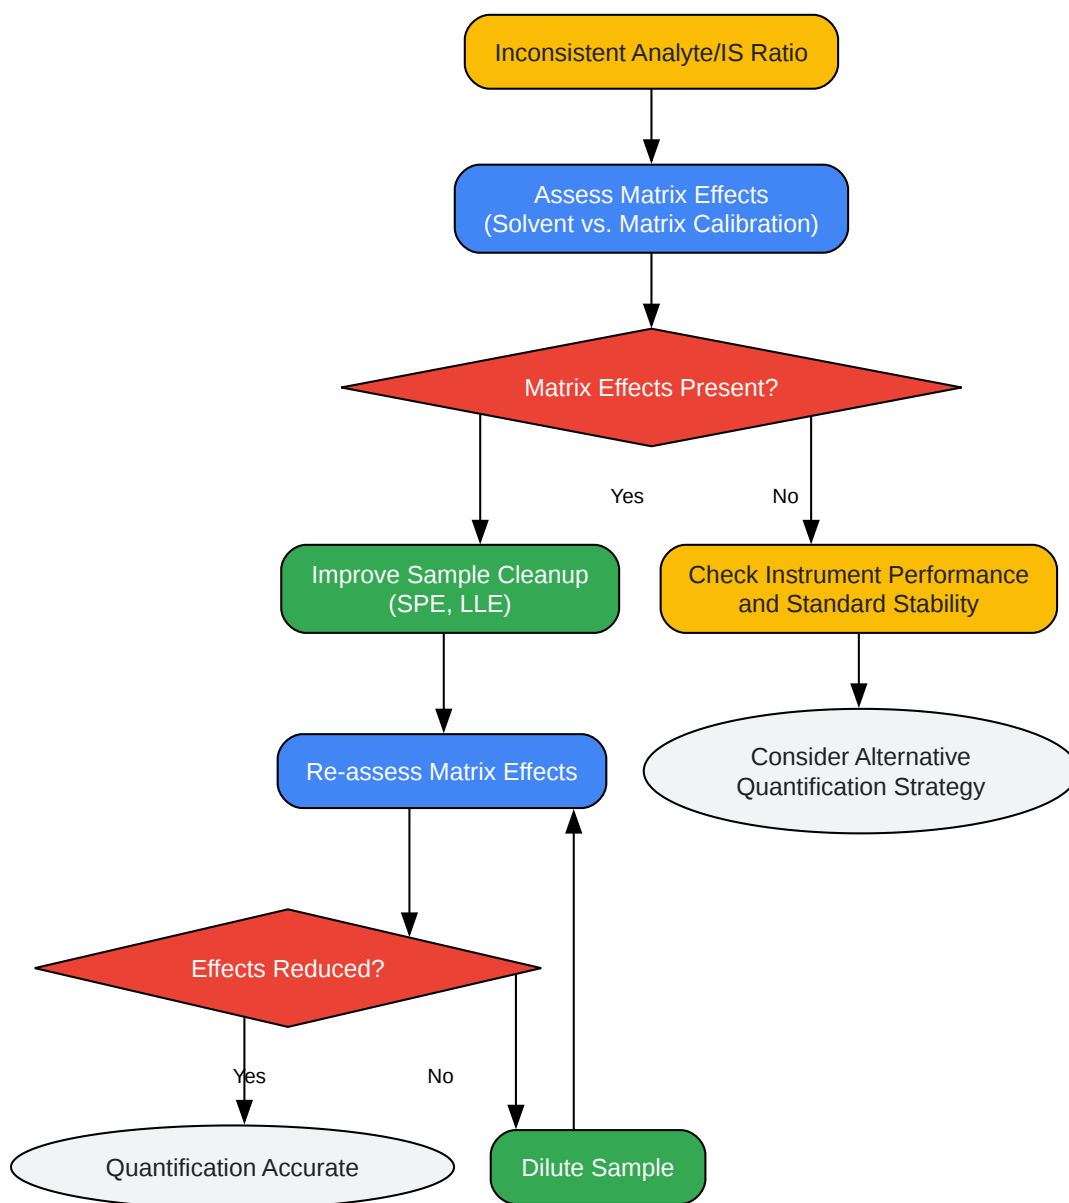 Inconsistent Analyte/IS Ratio
Assess Matrix Effects
(Solvent vs. Matrix Calibration)
Matrix Effects Present?
Yes
No
Improve Sample Cleanup
(SPE, LLE)
Check Instrument Performance
and Standard Stability
Re-assess Matrix Effects
Consider Alternative
Quantification Strategy
Effects Reduced?
Yes
No
Quantification Accurate
Dilute Sample